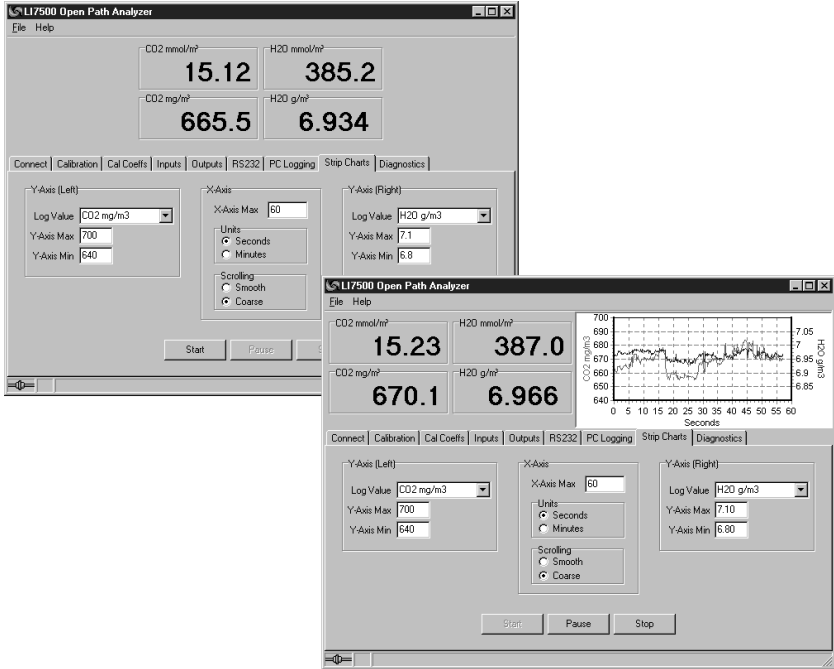 LI7500 Open Path Analyzer
File Help
CO2 mmol/m³ H2O mmol/m³
15.12 385.2
CO2 mg/m³ H2O g/m³
665.5 6.934
Connect Calibration Cal Coeffs Inputs Outputs RS232 PC Logging Strip Charts Diagnostics
Y-Axis (Left) X-Axis Y-Axis (Right)
Log Value CO2 mg/m3 X-Axis Max 60 Log Value H2O g/m3
Y-Axis Max 700 Units Y-Axis Max 7.1
Seconds
Y-Axis Min 640 Minutes Y-Axis Min 6.8
Scrolling
Smooth
Coarse
Start Pause S
LI7500 Open Path Analyzer
File Help
CO2 mmol/m³ H2O mmol/m³
15.23 387.0
CO2 mg/m³ H2O g/m³
670.1 6.966
CO2 mg/m3
700
690
680
670
660
650
640
7.05
7
6.95
6.9
6.85
H2O g/m3
0 5 10 15 20 25 30 35 40 45 50 55 60
Seconds
Connect Calibration Cal Coeffs Inputs Outputs RS232 PC Logging Strip Charts Diagnostics
Y-Axis (Left) X-Axis Y-Axis (Right)
Log Value CO2 mg/m3 X-Axis Max 60 Log Value H2O g/m3
Y-Axis Max 700 Units Y-Axis Max 7.10
Seconds
Y-Axis Min 640 Minutes Y-Axis Min 6.80
Scrolling
Smooth
Coarse
Start Pause Stop